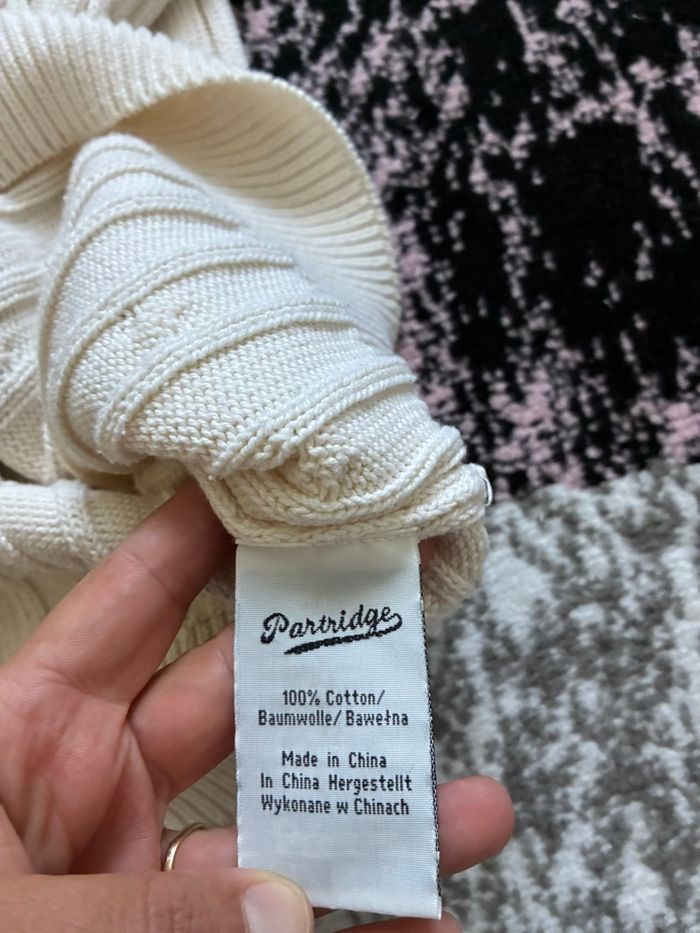 Partridge
100% Cotton/
Baumwolle/ Bawełna
Made in China
In China Hergestellt
Wykonane w Chinach